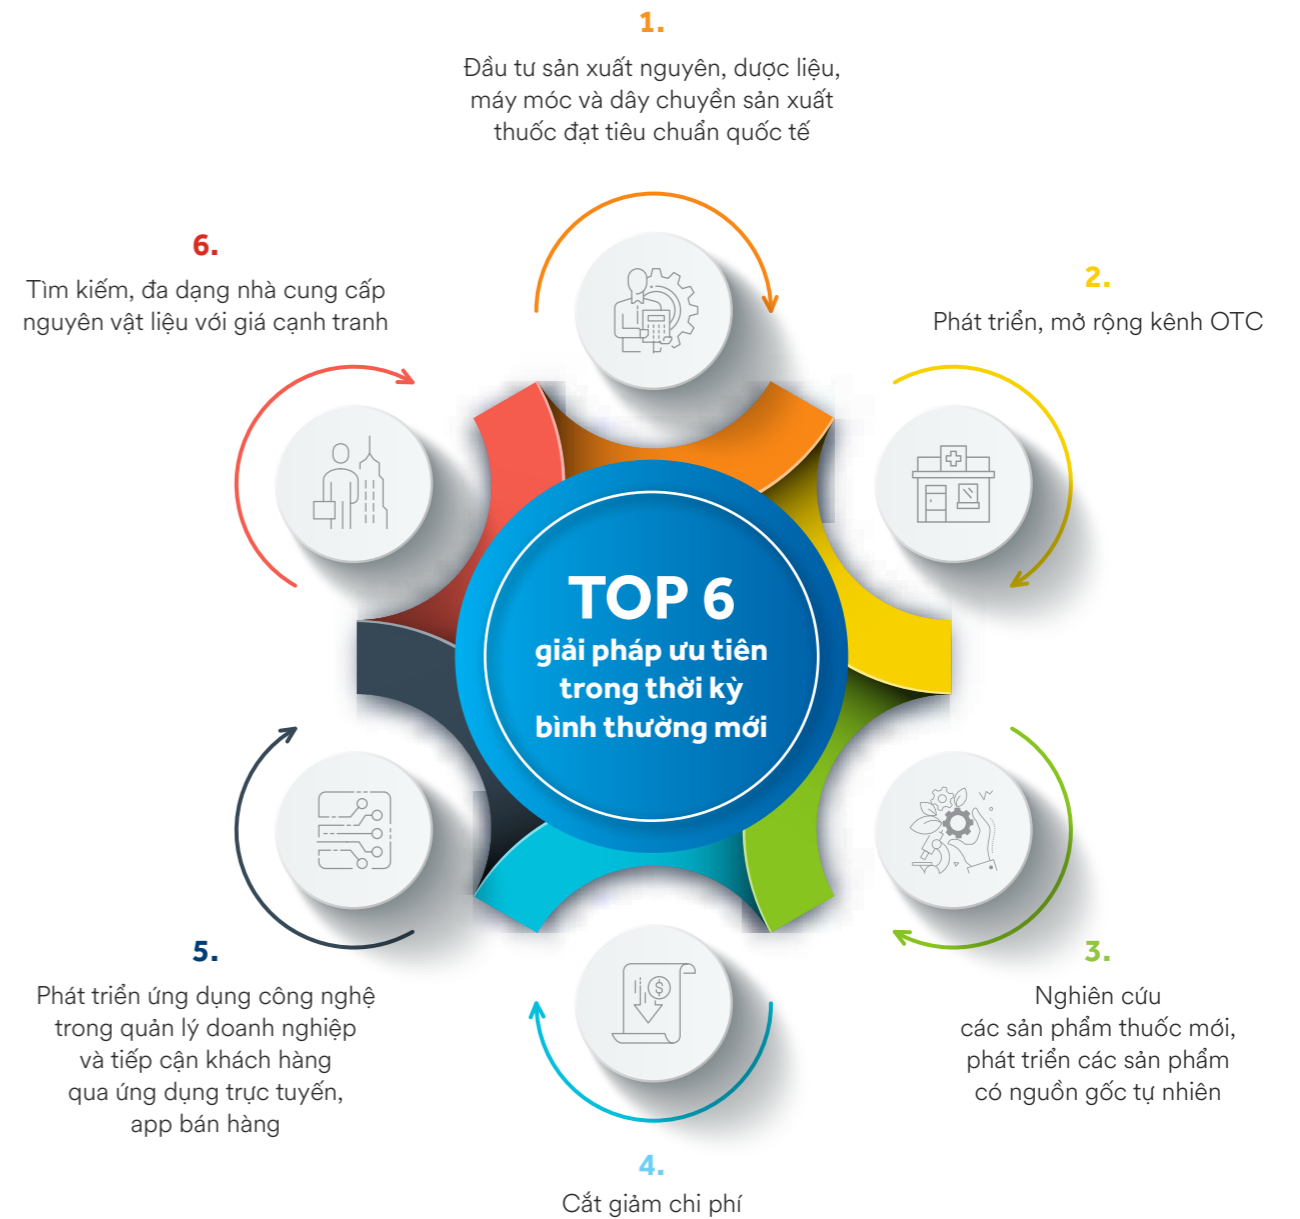 1.
Đầu tư sản xuất nguyên, dược liệu,
máy móc và dây chuyền sản xuất
thuốc đạt tiêu chuẩn quốc tế
6.
Tìm kiếm, đa dạng nhà cung cấp
nguyên vật liệu với giá cạnh tranh
2.
Phát triển, mở rộng kênh OTC
TOP 6
giải pháp ưu tiên
trong thời kỳ
bình thường mới
5.
Phát triển ứng dụng công nghệ
trong quản lý doanh nghiệp
và tiếp cận khách hàng
qua ứng dụng trực tuyến,
app bán hàng
3.
Nghiên cứu
các sản phẩm thuốc mới,
phát triển các sản phẩm
có nguồn gốc tự nhiên
4.
Cắt giảm chi phí